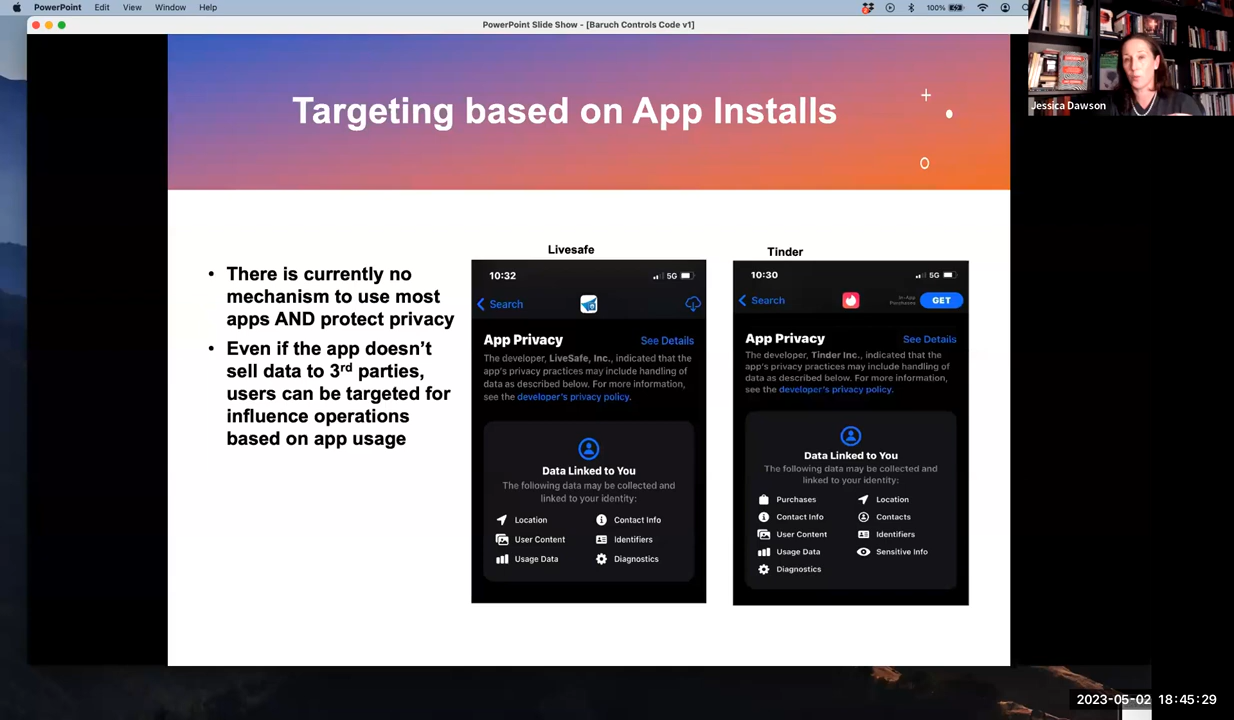 PowerPoint Edit View Window Help
100%
PowerPoint Slide Show - [Baruch Controls Code v1]
Jessica Dawson
Targeting based on App Installs
• There is currently no
mechanism to use most
apps AND protect privacy
• Even if the app doesn’t
sell data to 3rd parties,
users can be targeted for
influence operations
based on app usage
Livesafe
10:32
5G
Search
App Privacy
See Details
The developer, LiveSafe, Inc., indicated that the
app's privacy practices may include handling of
data as described below. For more information,
see the developer's privacy policy.
Data Linked to You
The following data may be collected and
linked to your identity:
Location
Contact Info
User Content
Identifiers
Usage Data
Diagnostics
Tinder
10:30
5G
Search
In-App
Purchases
GET
App Privacy
See Details
The developer, Tinder Inc., indicated that the
app's privacy practices may include handling of
data as described below. For more information,
see the developer's privacy policy.
Data Linked to You
The following data may be collected and
linked to your identity:
Purchases
Location
Contact Info
Contacts
User Content
Identifiers
Usage Data
Sensitive Info
Diagnostics
2023-05-02 18:45:29